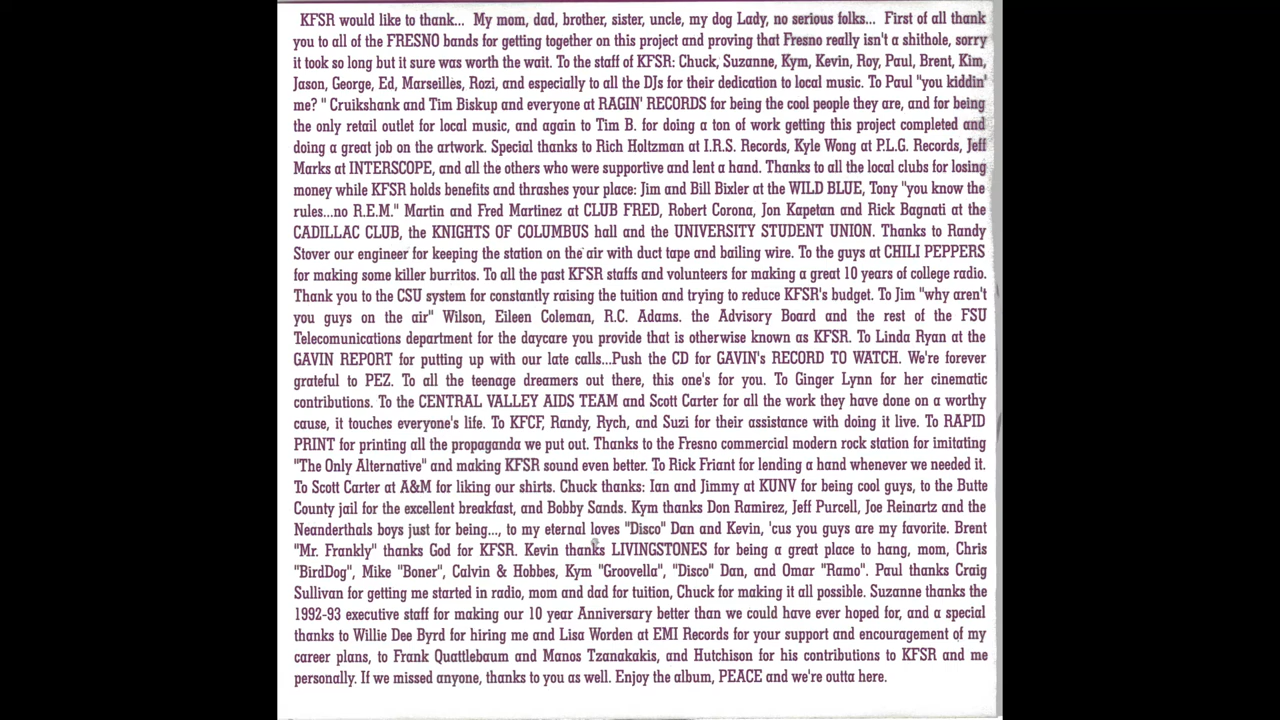 KFSR would like to thank... My mom, dad, brother, sister, uncle, my dog Lady, no serious folks... First of all thank
you to all of the FRESNO bands for getting together on this project and proving that Fresno really isn't a shithole, sorry
it took so long but it sure was worth the wait. To the staff of KFSR: Chuck, Suzanne, Kym, Kevin, Roy, Paul, Brent, Kim,
Jason, George, Ed, Marseilles, Rozi, and especially to all the DJs for their dedication to local music. To Paul "you kiddin'
me? " Cruikshank and Tim Biskup and everyone at RAGIN' RECORDS for being the cool people they are, and for being
the only retail outlet for local music, and again to Tim B. for doing a ton of work getting this project completed and
doing a great job on the artwork. Special thanks to Rich Holtzman at I.R.S. Records, Kyle Wong at P.L.G. Records, Jeff
Marks at INTERSCOPE, and all the others who were supportive and lent a hand. Thanks to all the local clubs for losing
money while KFSR holds benefits and thrashes your place: Jim and Bill Bixler at the WILD BLUE, Tony "you know the
rules...no R.E.M." Martin and Fred Martinez at CLUB FRED, Robert Corona, Jon Kapetan and Rick Bagnati at the
CADILLAC CLUB, the KNIGHTS OF COLUMBUS hall and the UNIVERSITY STUDENT UNION. Thanks to Randy
Stover our engineer for keeping the station on the air with duct tape and bailing wire. To the guys at CHILI PEPPERS
for making some killer burritos. To all the past KFSR staffs and volunteers for making a great 10 years of college radio.
Thank you to the CSU system for constantly raising the tuition and trying to reduce KFSR's budget. To Jim "why aren't
you guys on the air" Wilson, Eileen Coleman, R.C. Adams. the Advisory Board and the rest of the FSU
Telecomunications department for the daycare you provide that is otherwise known as KFSR. To Linda Ryan at the
GAVIN REPORT for putting up with our late calls...Push the CD for GAVIN's RECORD TO WATCH. We're forever
grateful to PEZ. To all the teenage dreamers out there, this one's for you. To Ginger Lynn for her cinematic
contributions. To the CENTRAL VALLEY AIDS TEAM and Scott Carter for all the work they have done on a worthy
cause, it touches everyone's life. To KFCF, Randy, Rych, and Suzi for their assistance with doing it live. To RAPID
PRINT for printing all the propaganda we put out. Thanks to the Fresno commercial modern rock station for imitating
"The Only Alternative" and making KFSR sound even better. To Rick Friant for lending a hand whenever we needed it.
To Scott Carter at A&M for liking our shirts. Chuck thanks: Ian and Jimmy at KUNV for being cool guys, to the Butte
County jail for the excellent breakfast, and Bobby Sands. Kym thanks Don Ramirez, Jeff Purcell, Joe Reinartz and the
Neanderthals boys just for being..., to my eternal loves "Disco" Dan and Kevin, 'cus you guys are my favorite. Brent
"Mr. Frankly" thanks God for KFSR. Kevin thanks LIVINGSTONES for being a great place to hang, mom, Chris
"BirdDog", Mike "Boner", Calvin & Hobbes, Kym "Groovella", "Disco" Dan, and Omar "Ramo". Paul thanks Craig
Sullivan for getting me started in radio, mom and dad for tuition, Chuck for making it all possible. Suzanne thanks the
1992-93 executive staff for making our 10 year Anniversary better than we could have ever hoped for, and a special
thanks to Willie Dee Byrd for hiring me and Lisa Worden at EMI Records for your support and encouragement of my
career plans, to Frank Quattlebaum and Manos Tzanakakis, and Hutchison for his contributions to KFSR and me
personally. If we missed anyone, thanks to you as well. Enjoy the album, PEACE and we're outta here.